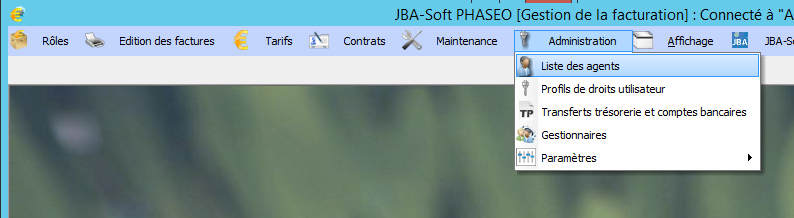 JBA-Soft PHASEO [Gestion de la facturation] : Connecté à "A
Rôles Edition des factures Tarifs Contrats Maintenance Administration Affichage JBA JBA-So
Liste des agents
Profils de droits utilisateur
TP Transferts trésorerie et comptes bancaires
Gestionnaires
Paramètres